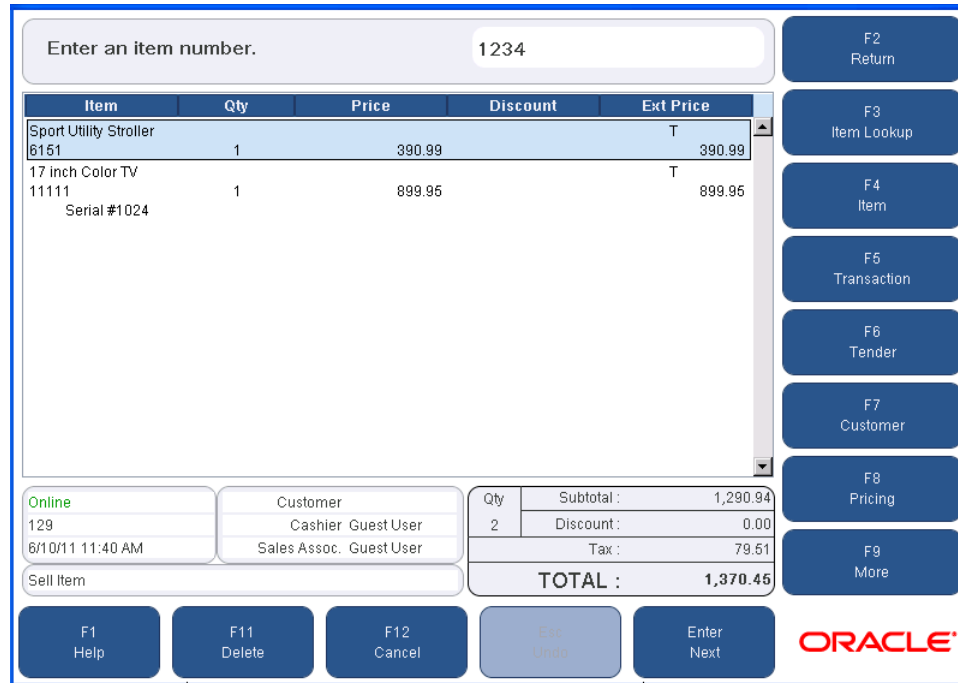 Enter an item number. 1234
Item Qty Price Discount Ext Price
Sport Utility Stroller T
6151 1 390.99 390.99
17 inch Color TV T
11111 1 899.95 899.95
Serial #1024
Online
129
6/10/11 11:40 AM
Customer
Cashier Guest User
Sales Assoc. Guest User
Sell Item
Qty Subtotal : 1,290.94
2 Discount : 0.00
Tax : 79.51
TOTAL : 1,370.45
F2
Return
F3
Item Lookup
F4
Item
F5
Transaction
F6
Tender
F7
Customer
F8
Pricing
F9
More
F1
Help
F11
Delete
F12
Cancel
Esc
Undo
Enter
Next
ORACLE